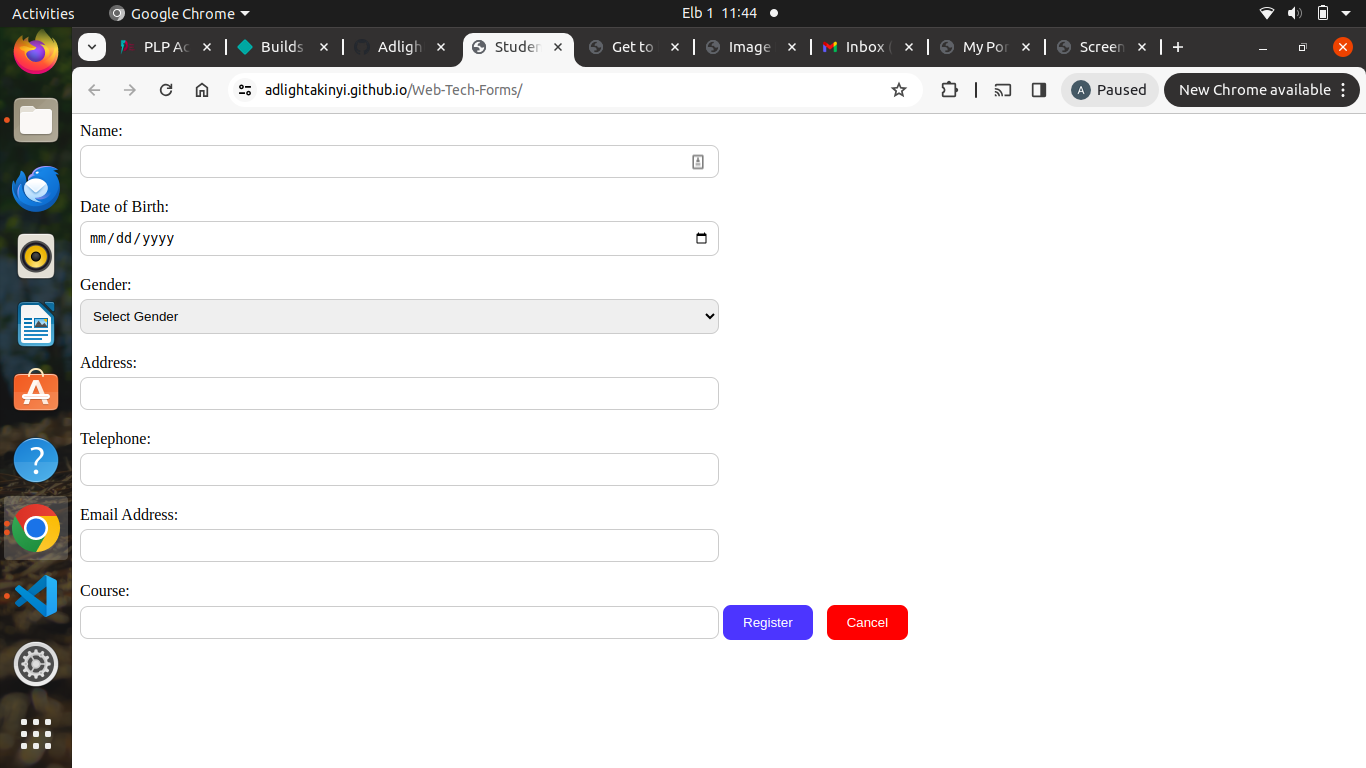 Activities Google Chrome Elb 1 11:44
PLP Ac Builds Adligh Studen Get to Image Inbox ( My Por Screen
adlightakinyi.github.io/Web-Tech-Forms/ A Paused New Chrome available
Name:
Date of Birth:
mm/dd/yyyy
Gender:
Select Gender
Address:
Telephone:
Email Address:
Course:
Register Cancel